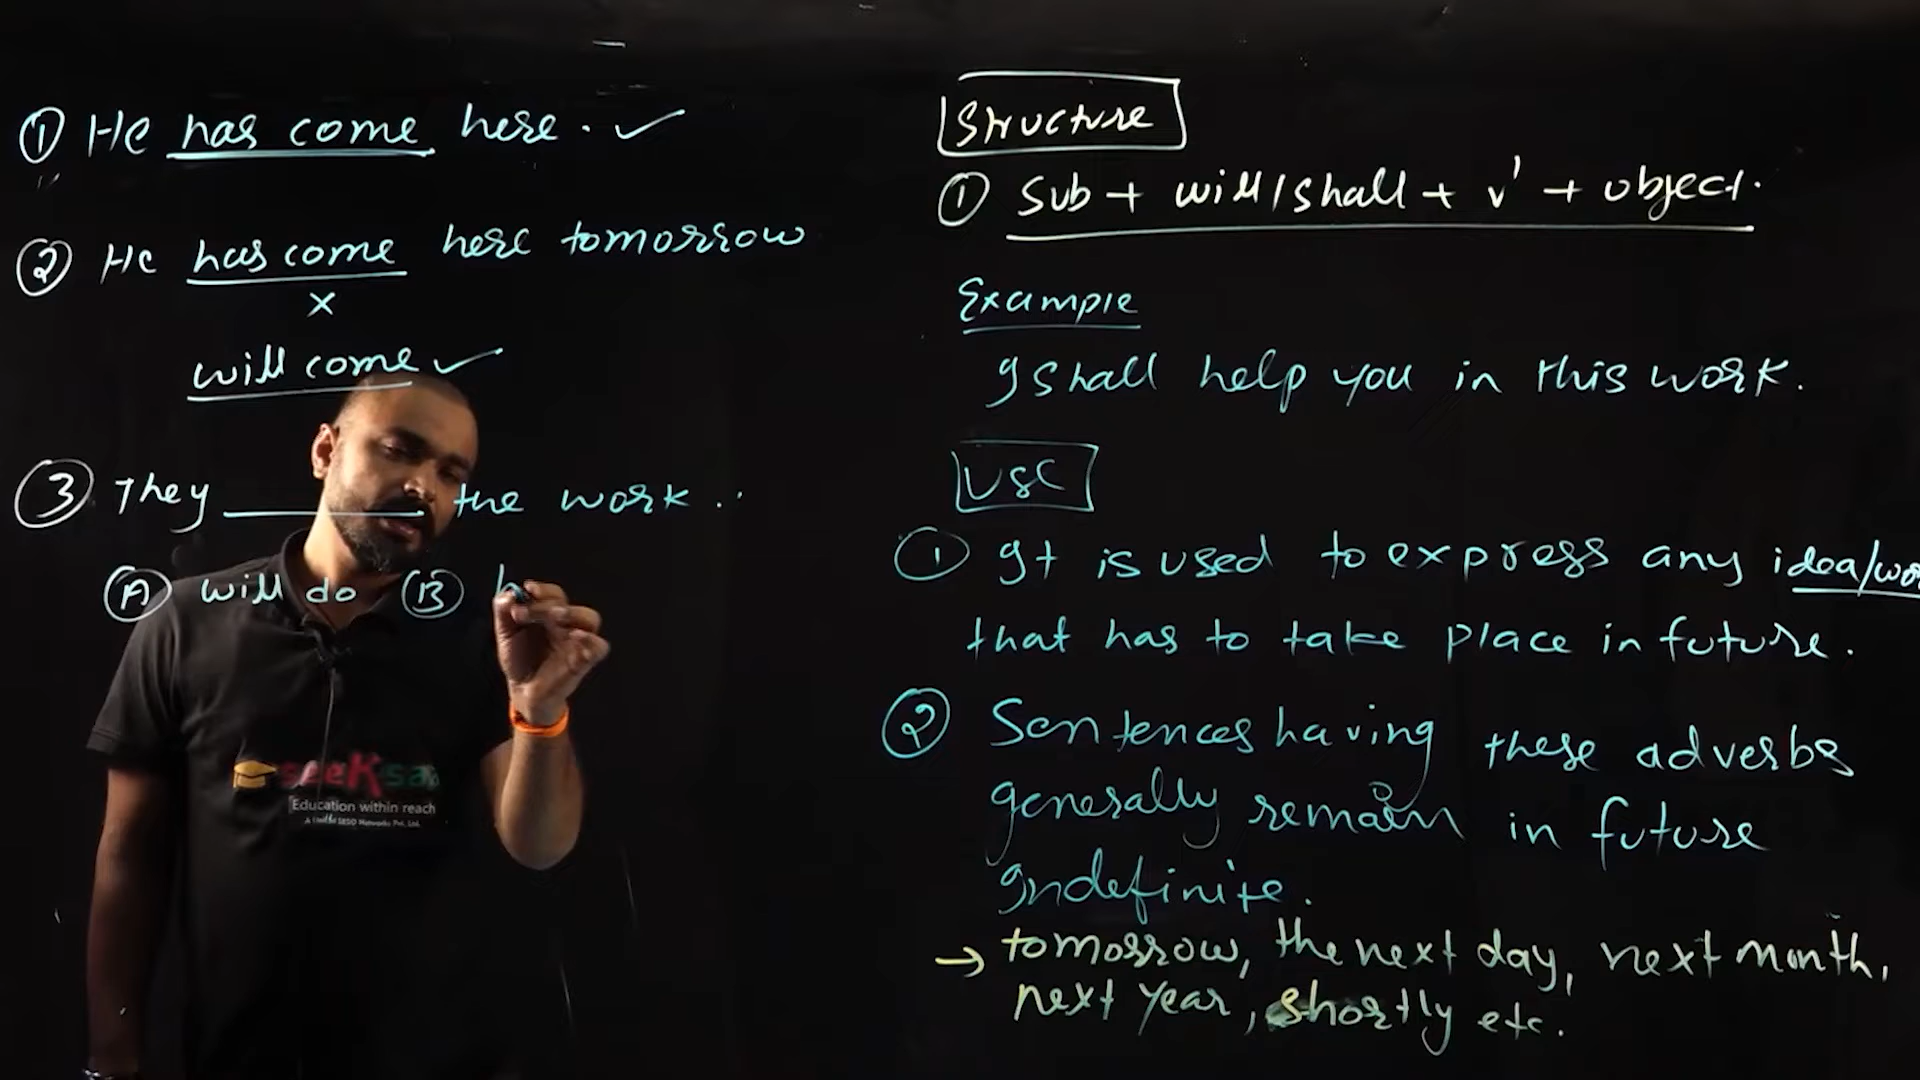 ① He has come here. ✓
② He has come here tomorrow
x
will come ✓
③ They ______ the work.
Ⓐ will do Ⓑ
Education within reach
Structure
① Sub + will/shall + v' + object.
Example
I shall help you in this work.
Use
① It is used to express any idea/wo
that has to take place in future.
② Sentences having these adverbs
generally remain in future
Indefinite.
→ tomorrow, the next day, next month,
next year, shortly etc.